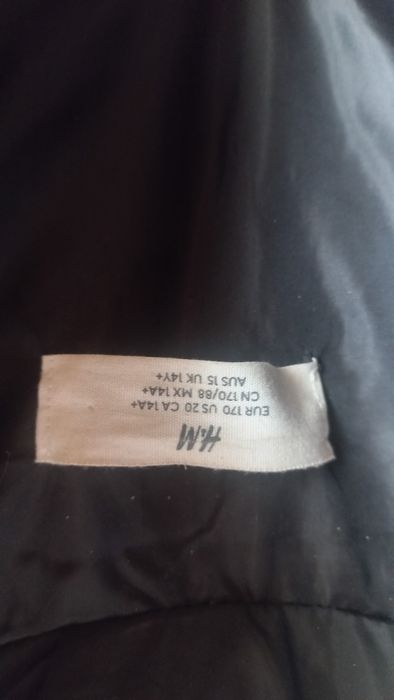 H&M
EUR 170 US 20 CA 14A+
CN 170/88 MX 14A+
AUS 15 UK 14Y+